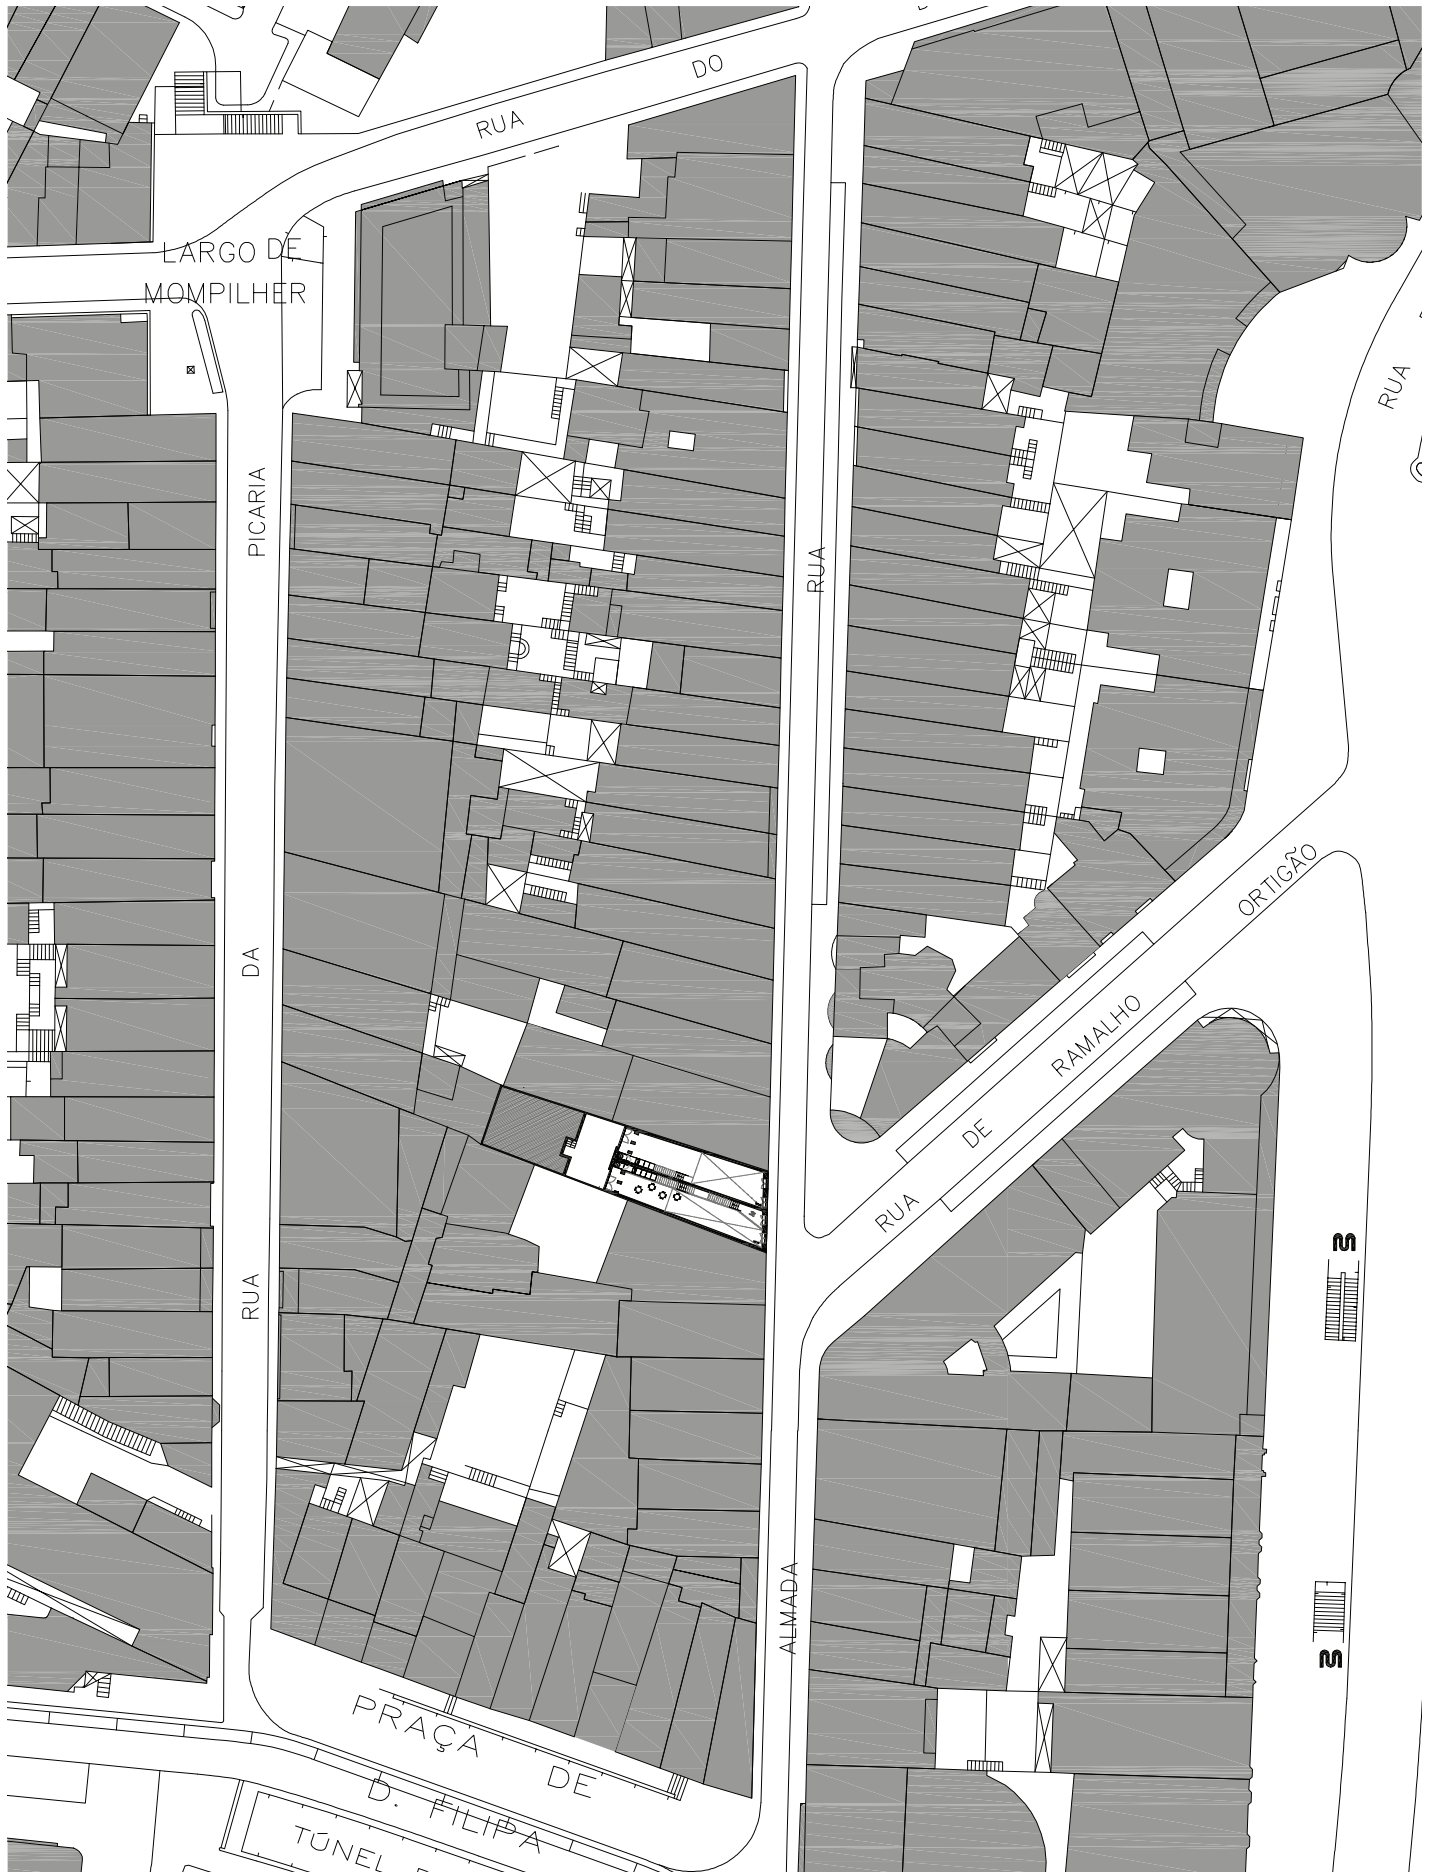 RUA DO
LARGO DE
MOMPILHER
RUA
PICARIA
DA
RUA
RUA
ALMADA
RUA DE RAMALHO ORTIGÃO
PRAÇA DE
D. FILIPA
TÚNEL